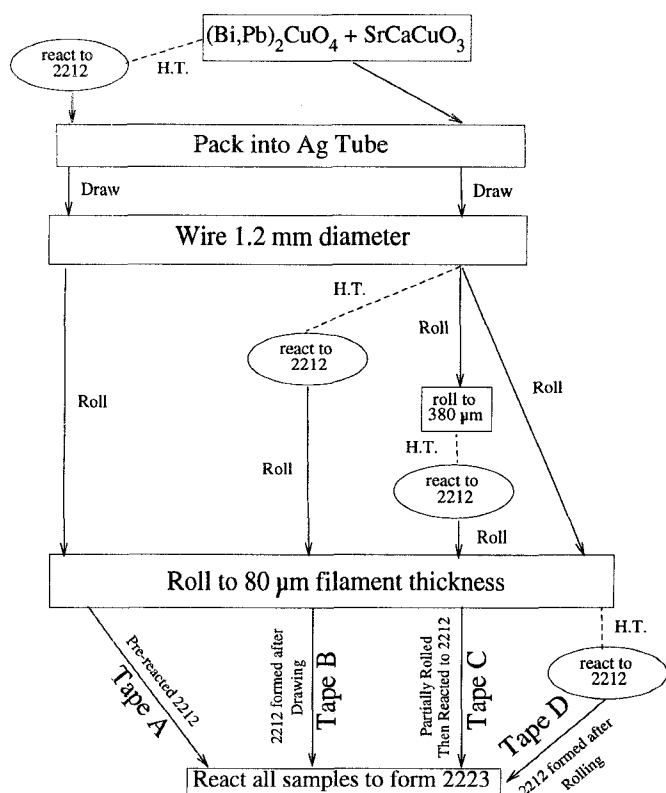 (Bi,Pb)₂CuO₄ + SrCaCuO₃
react to
2212
H.T.
Pack into Ag Tube
Draw
Draw
Wire 1.2 mm diameter
H.T.
Roll
react to
2212
Roll
Roll
roll to
380 µm
Roll
H.T.
Roll
react to
2212
Roll
Roll to 80 µm filament thickness
Pre-reacted 2212
Tape A
2212 formed after
Drawing
Tape B
Partially Rolled
Then Reacted to 2212
Tape C
H.T.
react to
2212
Tape D
2212 formed after
Rolling
React all samples to form 2223